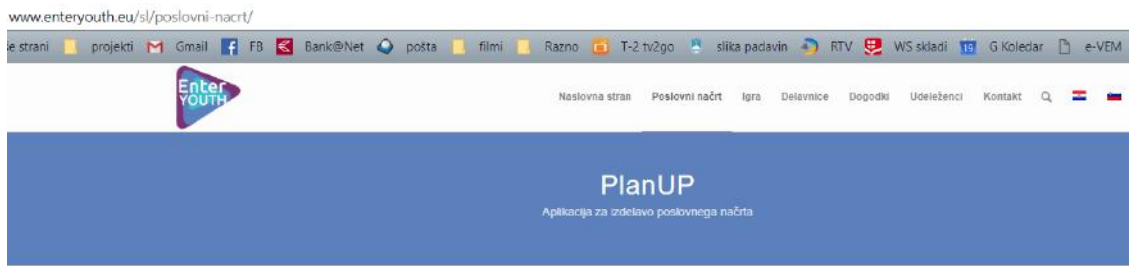 www.enteryouth.eu/sl/poslovni-nacrt/
še strani projekti Gmail FB Bank@Net pošta filmi Razno T-2 tv2go slika padavin RTV WS skladi 19 G Koledar e-VEM
Enter
YOUTH
Naslovna stran Poslovni načrt Igra Delavnice Dogodki Udeleženci Kontakt
PlanUP
Aplikacija za izdelavo poslovnega načrta